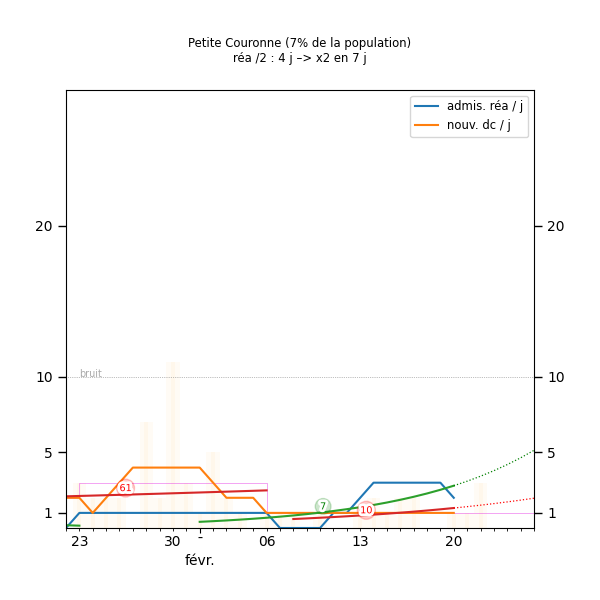 Petite Couronne (7% de la population)
réa /2 : 4 j –> x2 en 7 j
admis. réa / j
nouv. dc / j
20
20
bruit
10
10
5
5
61
7
10
1
1
23
30
-
06
13
20
févr.